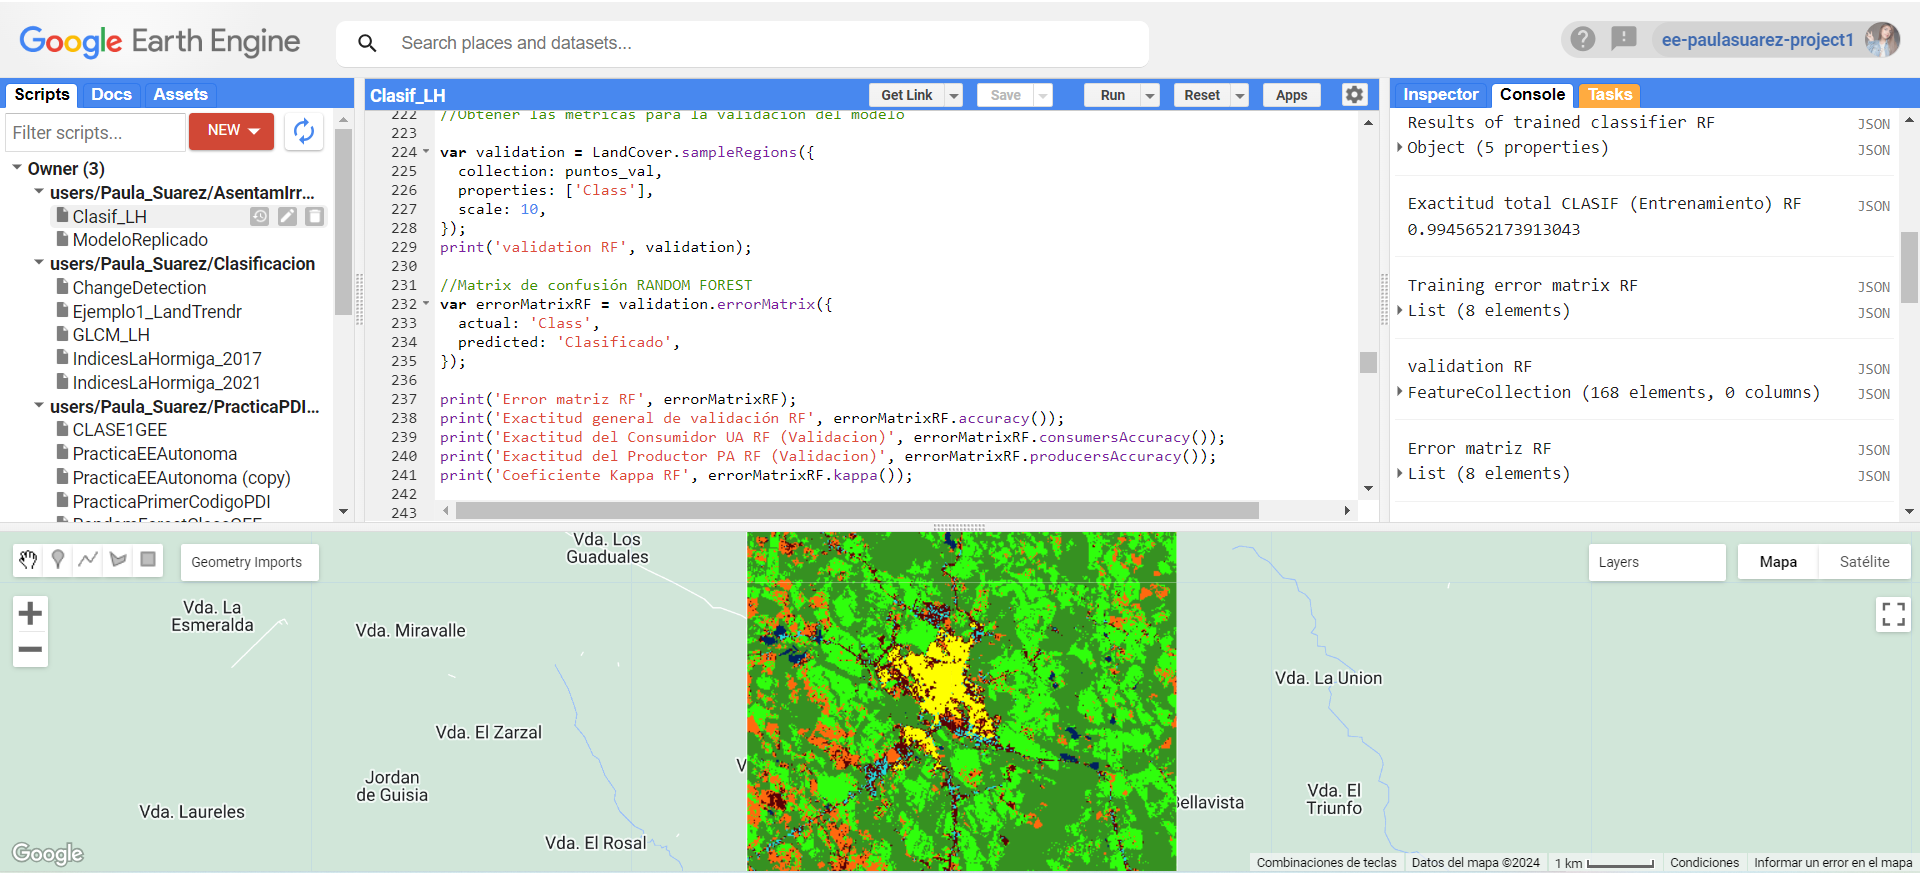 Google Earth Engine
Search places and datasets...
ee-paulasuarez-project1
Scripts Docs Assets
Filter scripts...
NEW
Owner (3)
users/Paula_Suarez/AsentamIrr...
Clasif_LH
ModeloReplicado
users/Paula_Suarez/Clasificacion
ChangeDetection
Ejemplo1_LandTrendr
GLCM_LH
IndicesLaHormiga_2017
IndicesLaHormiga_2021
users/Paula_Suarez/PracticaPDI...
CLASE1GEE
PracticaEEAutonoma
PracticaEEAutonoma (copy)
PracticaPrimerCodigoPDI
Clasif_LH
Get Link Save Run Reset Apps
222 //Obtener las metricas para la validacion del modelo
223
224 var validation = LandCover.sampleRegions({
225 collection: puntos_val,
226 properties: ['Class'],
227 scale: 10,
228 });
229 print('validation RF', validation);
230
231 //Matrix de confusión RANDOM FOREST
232 var errorMatrixRF = validation.errorMatrix({
233 actual: 'Class',
234 predicted: 'Clasificado',
235 });
236
237 print('Error matriz RF', errorMatrixRF);
238 print('Exactitud general de validación RF', errorMatrixRF.accuracy());
239 print('Exactitud del Consumidor UA RF (Validacion)', errorMatrixRF.consumersAccuracy());
240 print('Exactitud del Productor PA RF (Validacion)', errorMatrixRF.producersAccuracy());
241 print('Coeficiente Kappa RF', errorMatrixRF.kappa());
242
243
Inspector Console Tasks
Results of trained classifier RF JSON
Object (5 properties) JSON
Exactitud total CLASIF (Entrenamiento) RF JSON
0.9945652173913043
Training error matrix RF JSON
List (8 elements) JSON
validation RF JSON
FeatureCollection (168 elements, 0 columns) JSON
Error matriz RF JSON
List (8 elements) JSON
Geometry Imports
Layers
Mapa Satélite
Vda. Los
Guaduales
Vda. La
Esmeralda
Vda. Miravalle
Vda. La Union
Vda. El Zarzal
V
Jordan
de Guisia
Vda. El
Triunfo
Bellavista
Vda. Laureles
Vda. El Rosal
Google
Combinaciones de teclas Datos del mapa ©2024 1 km Condiciones Informar un error en el mapa